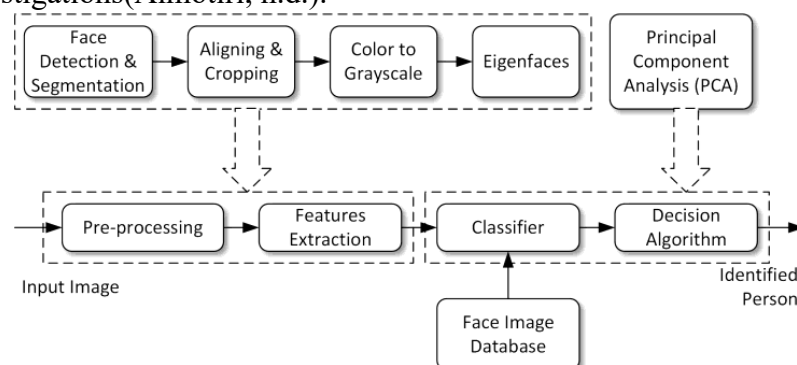 Face
Detection &
Segmentation
Aligning &
Cropping
Color to
Grayscale
Eigenfaces
Principal
Component
Analysis (PCA)
Pre-processing
Features
Extraction
Classifier
Decision
Algorithm
Input Image
Identified
Person
Face Image
Database